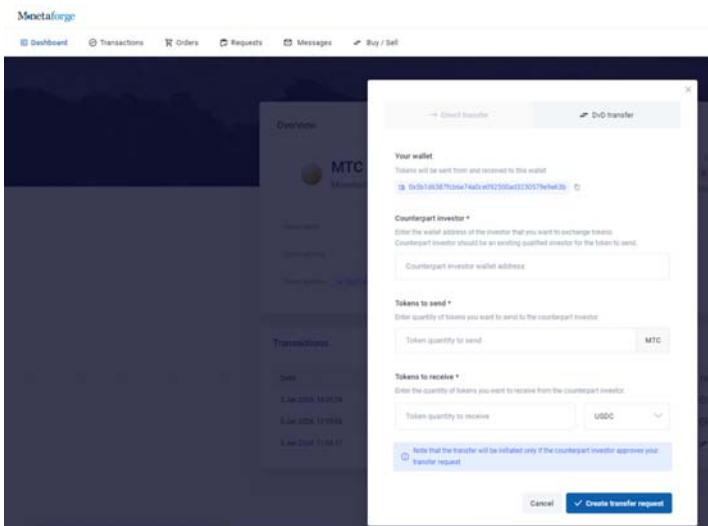 Monetaforge
Dashboard Transactions Orders Requests Messages Buy / Sell
Overview
MTC
Direct transfer DvD transfer
Your wallet
Tokens will be sent from and received to this wallet
Counterpart investor *
Enter the wallet address of the investor that you want to exchange tokens.
Counterpart investor should be an existing qualified investor for the token to send.
Counterpart investor wallet address
Tokens to send *
Enter quantity of tokens you want to send to the counterpart investor.
Token quantity to send MTC
Transactions
Tokens to receive *
Enter the quantity of tokens you want to receive from the counterpart investor.
Date
Token quantity to receive USDC
Note that the transfer will be initiated only if the counterpart investor approves your
transfer request
Cancel Create transfer request